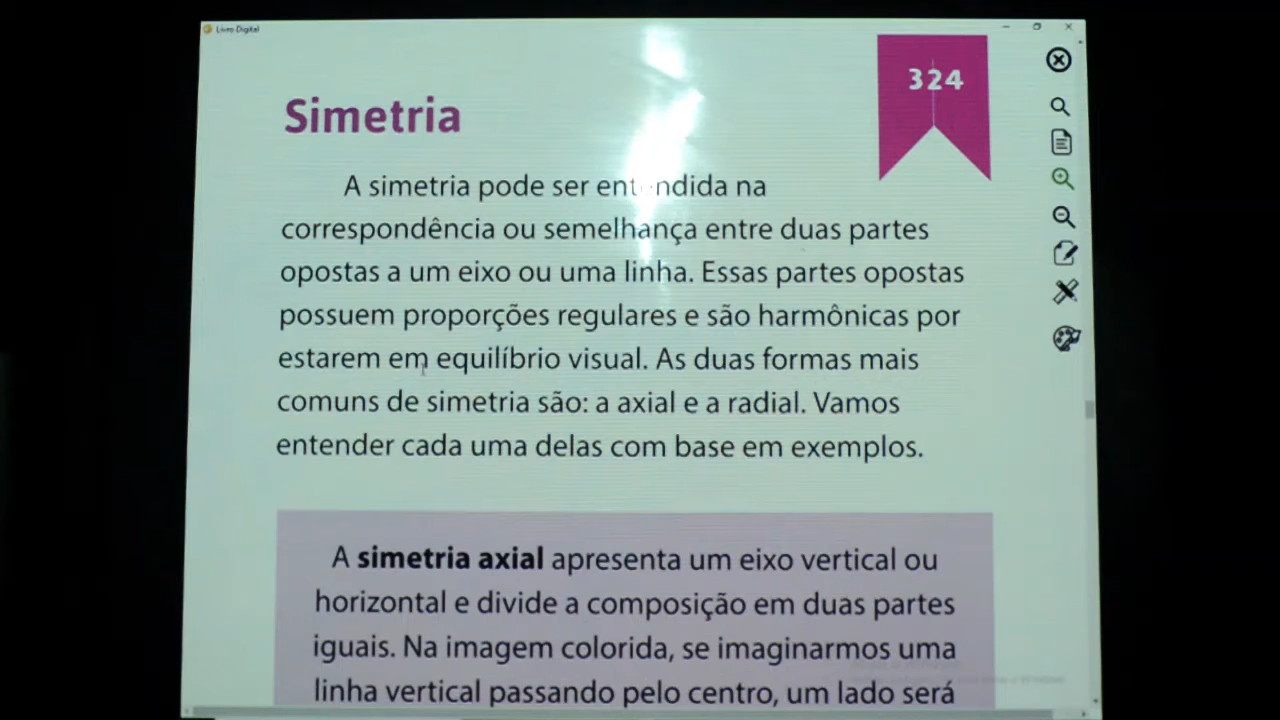 Livro Digital
324
Simetria
A simetria pode ser entendida na
correspondência ou semelhança entre duas partes
opostas a um eixo ou uma linha. Essas partes opostas
possuem proporções regulares e são harmônicas por
estarem em equilíbrio visual. As duas formas mais
comuns de simetria são: a axial e a radial. Vamos
entender cada uma delas com base em exemplos.
A simetria axial apresenta um eixo vertical ou
horizontal e divide a composição em duas partes
iguais. Na imagem colorida, se imaginarmos uma
linha vertical passando pelo centro, um lado será